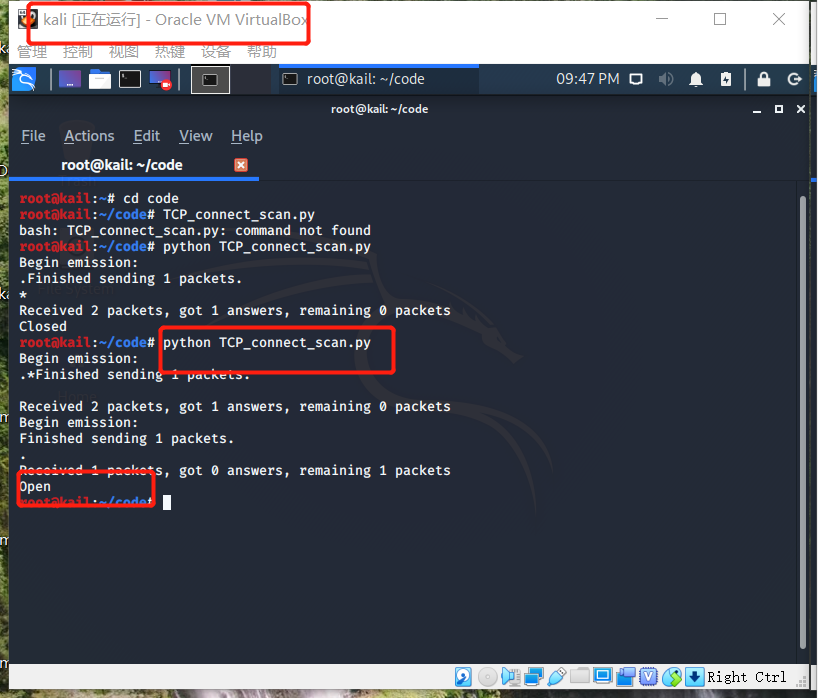 kali [正在运行] - Oracle VM VirtualBox
管理 控制 视图 热键 设备 帮助
root@kail: ~/code
09:47 PM
root@kail: ~/code
File Actions Edit View Help
root@kail: ~/code
root@kail:~# cd code
root@kail:~/code# TCP_connect_scan.py
bash: TCP_connect_scan.py: command not found
root@kail:~/code# python TCP_connect_scan.py
Begin emission:
.Finished sending 1 packets.
*
Received 2 packets, got 1 answers, remaining 0 packets
Closed
root@kail:~/code# python TCP_connect_scan.py
Begin emission:
.*Finished sending 1 packets.
Received 2 packets, got 1 answers, remaining 0 packets
Begin emission:
Finished sending 1 packets.
.
Received 1 packets, got 0 answers, remaining 1 packets
Open
root@kail:~/code#
Right Ctrl